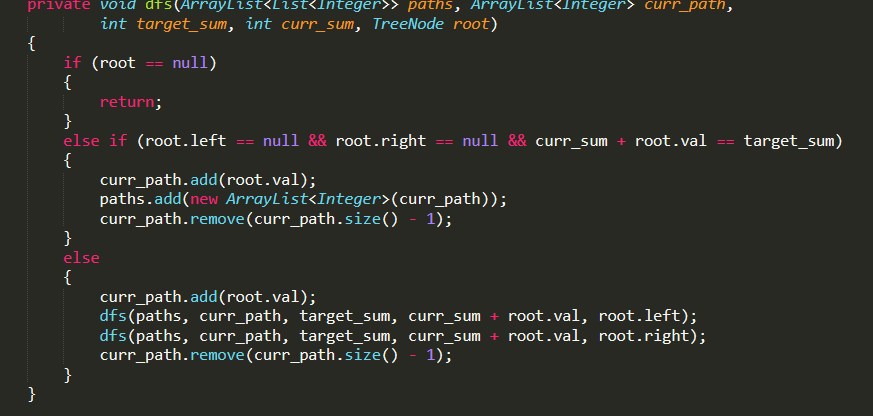 private void dfs(ArrayList<List<Integer>> paths, ArrayList<Integer> curr_path,
int target_sum, int curr_sum, TreeNode root)
{
if (root == null)
{
return;
}
else if (root.left == null && root.right == null && curr_sum + root.val == target_sum)
{
curr_path.add(root.val);
paths.add(new ArrayList<Integer>(curr_path));
curr_path.remove(curr_path.size() - 1);
}
else
{
curr_path.add(root.val);
dfs(paths, curr_path, target_sum, curr_sum + root.val, root.left);
dfs(paths, curr_path, target_sum, curr_sum + root.val, root.right);
curr_path.remove(curr_path.size() - 1);
}
}